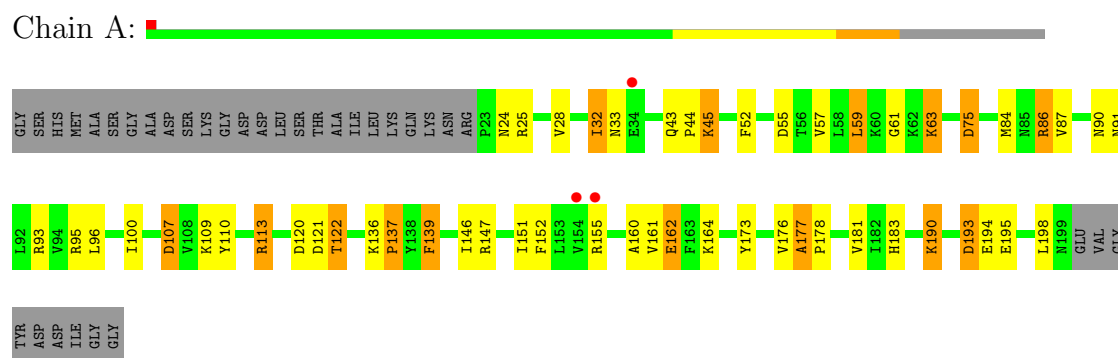 Chain A:
GLY SER HIS MET ALA SER GLY ALA ASP SER LYS GLY ASP ASP LEU SER THR ALA ILE LEU LYS GLN LYS ASN ARG P23 N24 R25 V28 I32 N33 E34 Q43 P44 K45 F52 D55 T56 V57 L58 L59 K60 G61 K62 K63 D75 M84 N85 R86 V87 N90 N91
L92 R93 V94 R95 L96 I100 D107 V108 K109 Y110 R113 D120 D121 T122 K136 P137 Y138 F139 I146 R147 I151 F152 L153 V154 R155 A160 V161 E162 F163 K164 Y173 V176 A177 P178 V181 I182 H183 K190 D193 E194 E195 L198 N199 GLU VAL GLY
TYR ASP ASP ILE GLY GLY